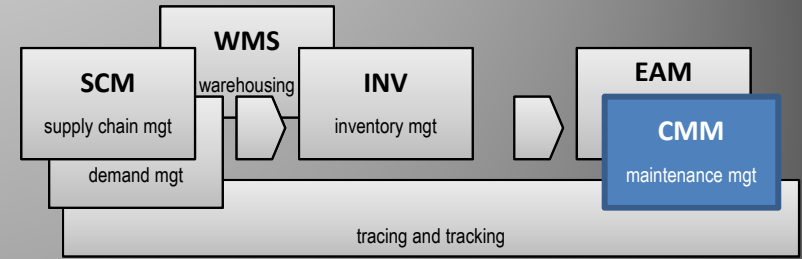 WMS
warehousing
SCM
supply chain mgt
demand mgt
INV
inventory mgt
EAM
CMM
maintenance mgt
tracing and tracking